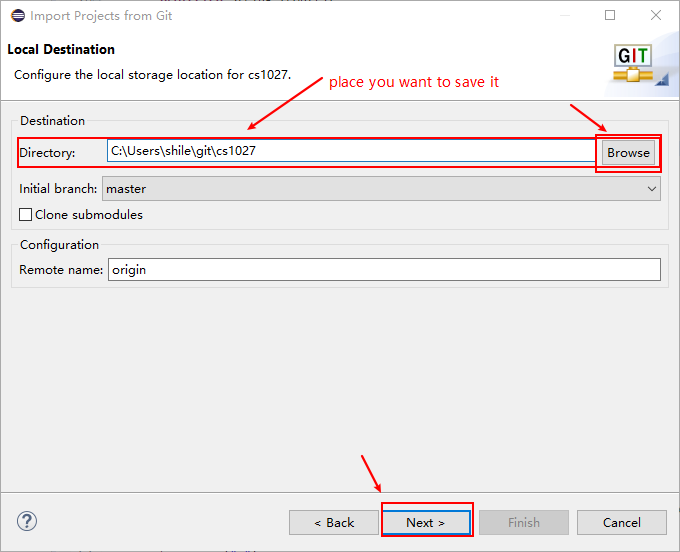 Import Projects from Git
Local Destination
Configure the local storage location for cs1027.
GIT
place you want to save it
Destination
Directory: C:\Users\shile\git\cs1027 Browse
Initial branch: master
Clone submodules
Configuration
Remote name: origin
? < Back Next > Finish Cancel